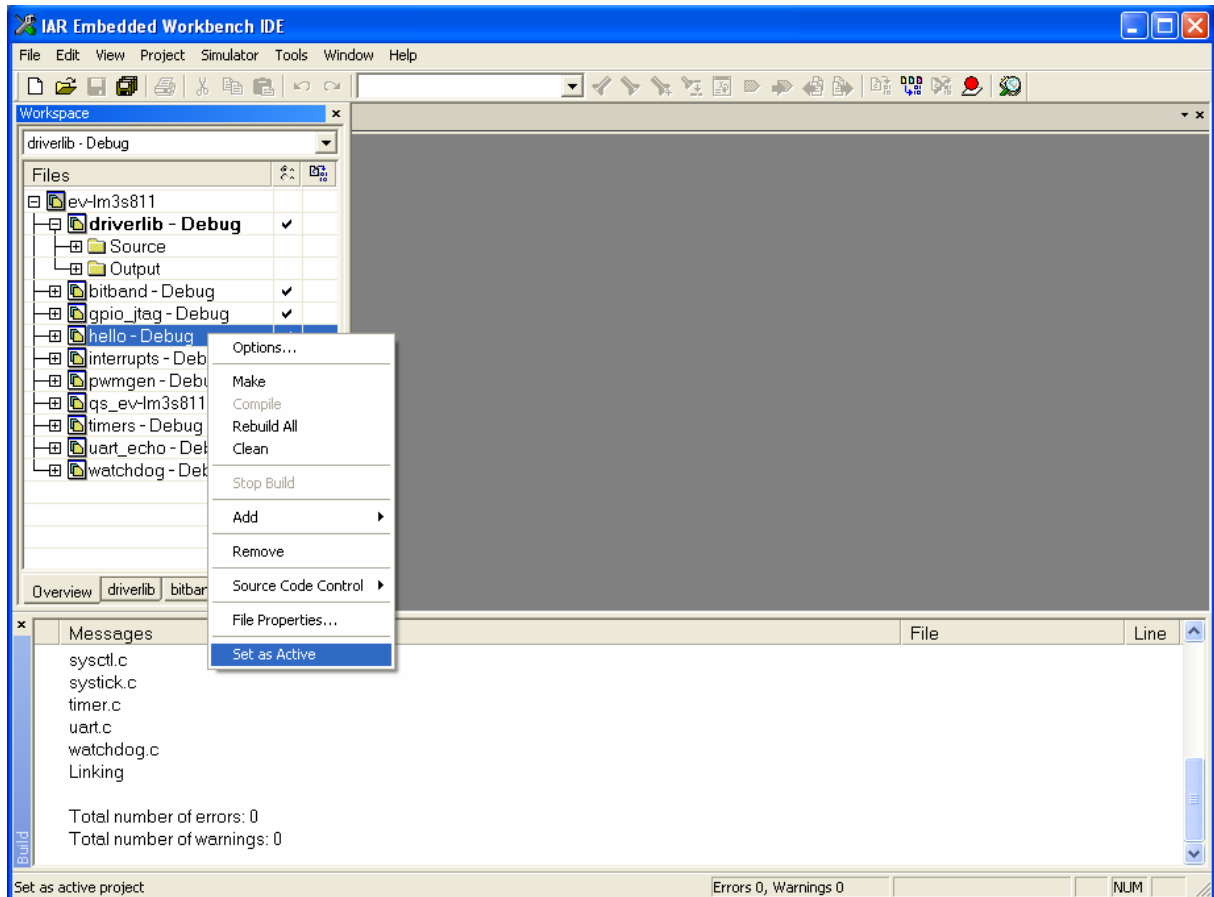 IAR Embedded Workbench IDE
File Edit View Project Simulator Tools Window Help
Workspace
driverlib - Debug
Files
ev-lm3s811
driverlib - Debug
Source
Output
bitband - Debug
gpio_jtag - Debug
hello - Debug
interrupts - Deb
pwmgen - Debu
qs_ev-lm3s811
timers - Debug
uart_echo - Deb
watchdog - Deb
Options...
Make
Compile
Rebuild All
Clean
Stop Build
Add
Remove
Source Code Control
File Properties...
Set as Active
Overview driverlib bitban
Messages File Line
sysctl.c
systick.c
timer.c
uart.c
watchdog.c
Linking
Total number of errors: 0
Total number of warnings: 0
Build
Set as active project Errors 0, Warnings 0 NUM